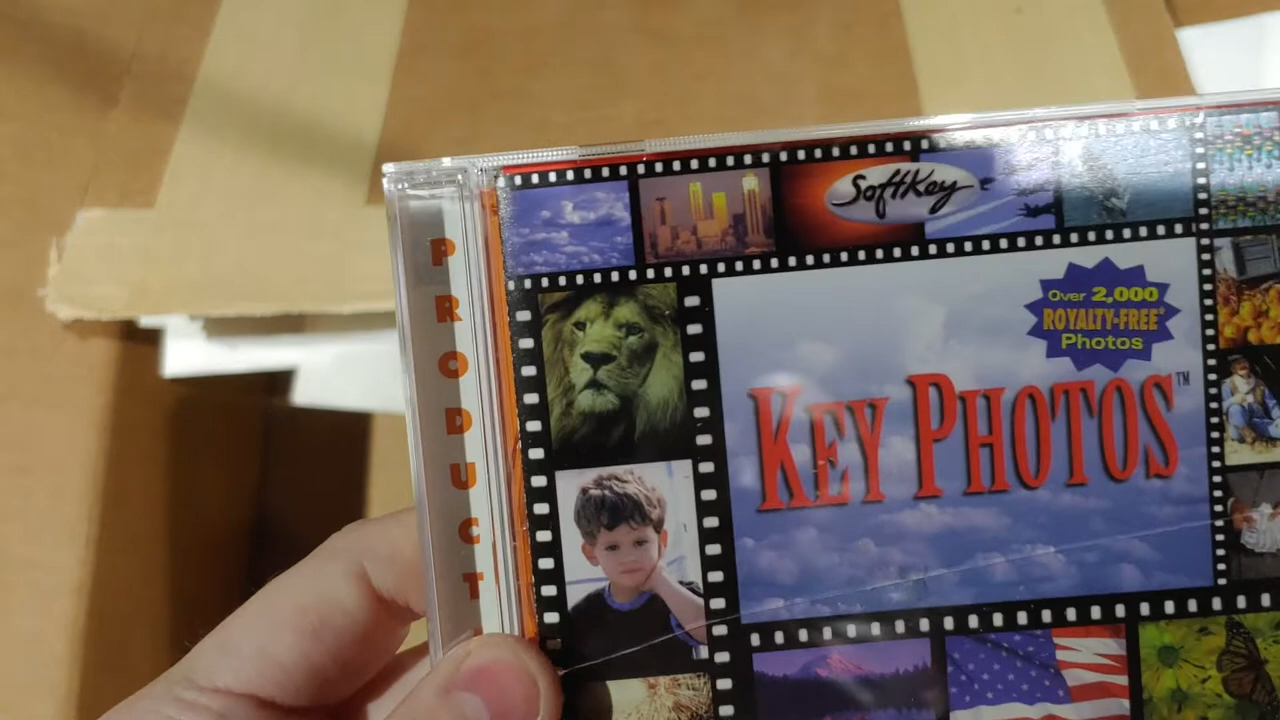 PRODUCT
SoftKey
Over 2,000
ROYALTY-FREE®
Photos
KEY PHOTOS™